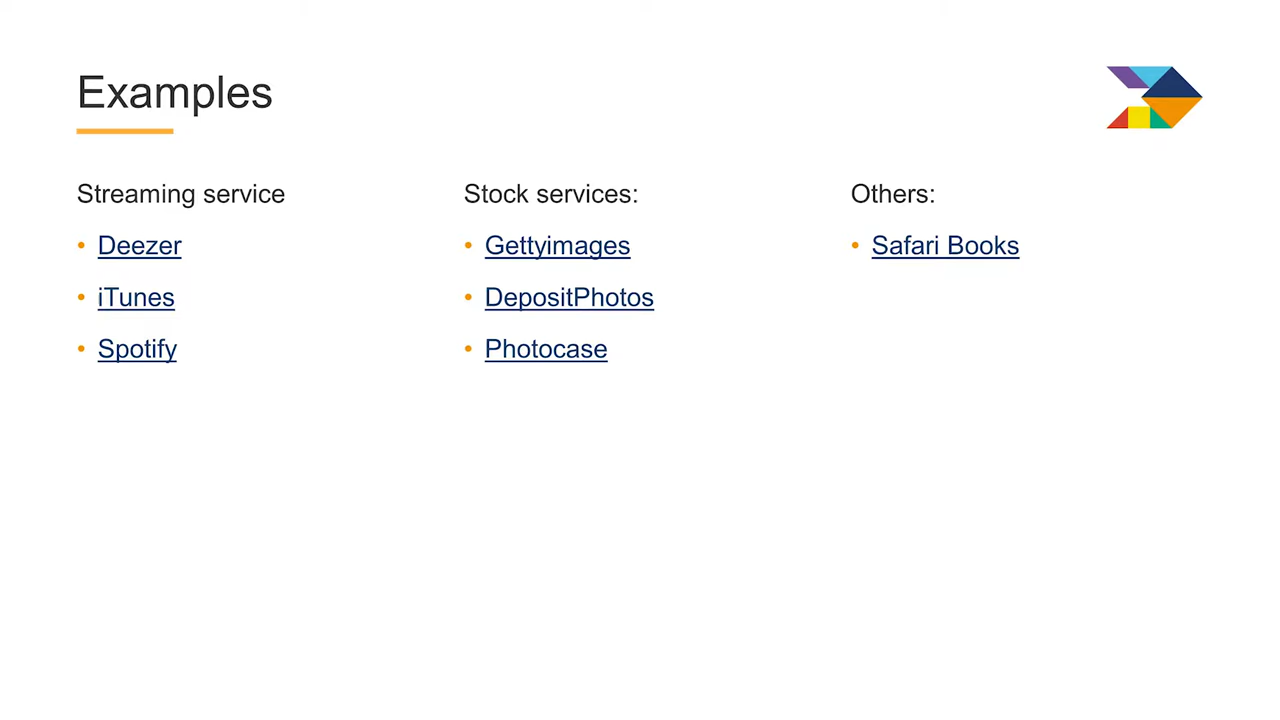 Examples
Streaming service
• Deezer
• iTunes
• Spotify
Stock services:
• Gettyimages
• DepositPhotos
• Photocase
Others:
• Safari Books